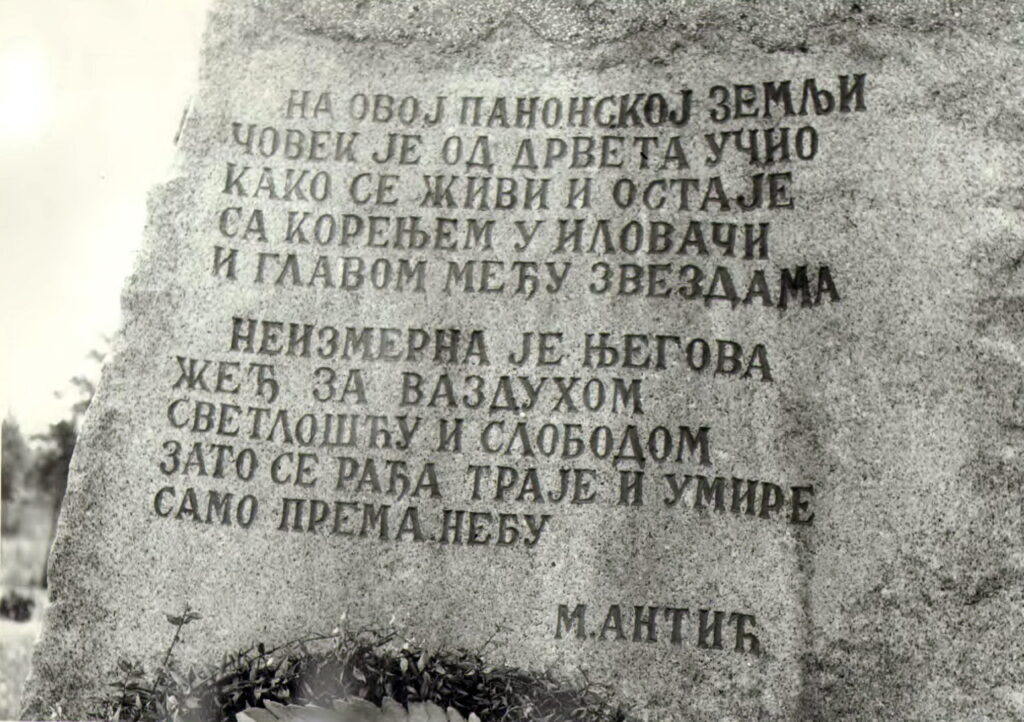 НА ОВОЈ ПАНОНСКОЈ ЗЕМЉИ
ЧОВЕК ЈЕ ОД ДРВЕТА УЧИО
КАКО СЕ ЖИВИ И ОСТАЈЕ
СА КОРЕЊЕМ У ИЛОВАЧИ
И ГЛАВОМ МЕЂУ ЗВЕЗДАМА
НЕИЗМЕРНА ЈЕ ЊЕГОВА
ЖЕЂ ЗА ВАЗДУХОМ
СВЕТЛОШЋУ И СЛОБОДОМ
ЗАТО СЕ РАЂА ТРАЈЕ И УМИРЕ
САМО ПРЕМА НЕБУ
М. АНТИЋ